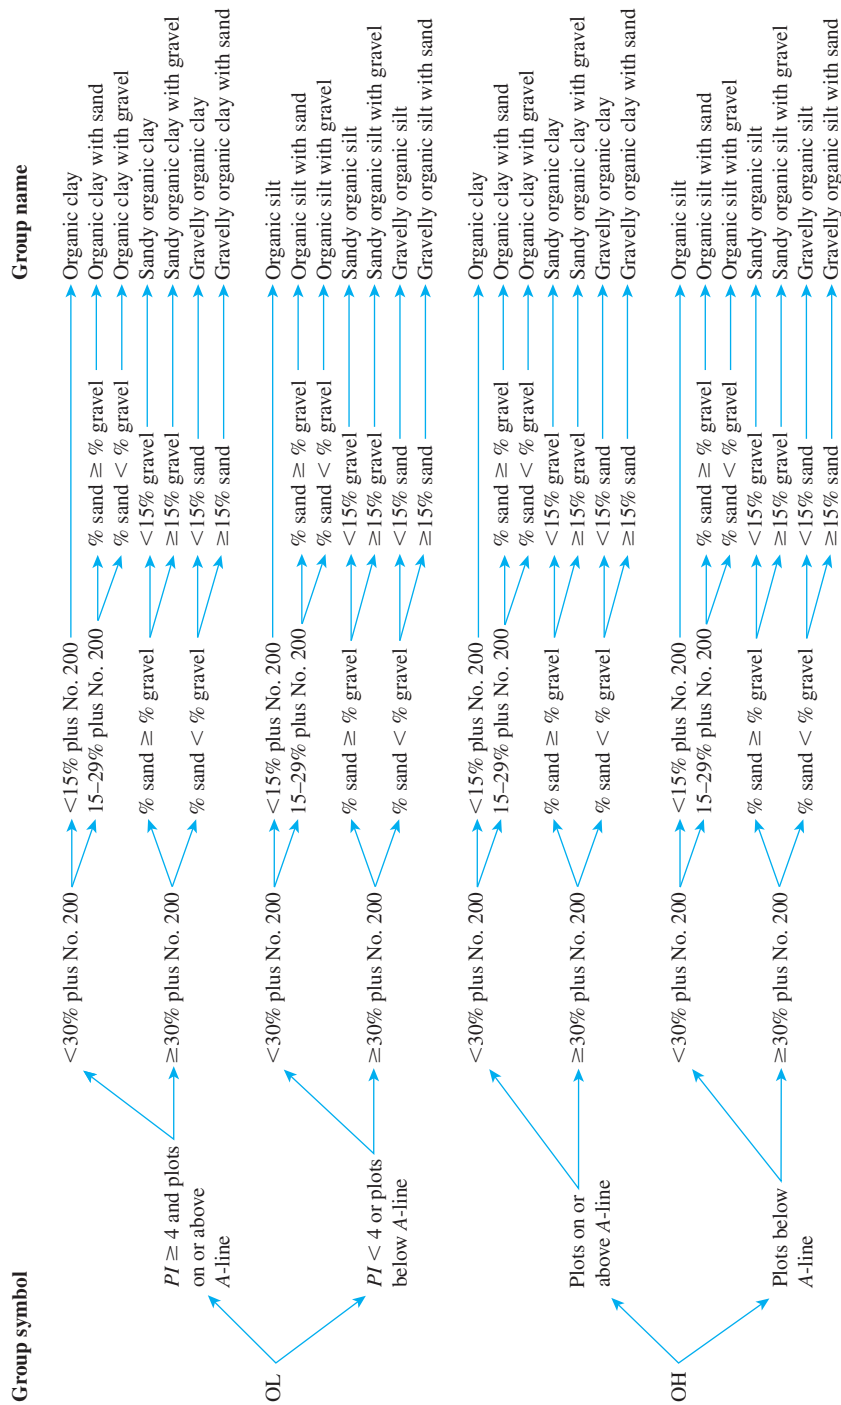 Group symbol
Group name
OL
PI ≥ 4 and plots
on or above
A-line
<30% plus No. 200
<15% plus No. 200
Organic clay
15–29% plus No. 200
% sand ≥ % gravel
Organic clay with sand
% sand < % gravel
Organic clay with gravel
≥30% plus No. 200
% sand ≥ % gravel
<15% gravel
Sandy organic clay
≥15% gravel
Sandy organic clay with gravel
% sand < % gravel
<15% sand
Gravelly organic clay
≥15% sand
Gravelly organic clay with sand
PI < 4 or plots
below A-line
<30% plus No. 200
<15% plus No. 200
Organic silt
15–29% plus No. 200
% sand ≥ % gravel
Organic silt with sand
% sand < % gravel
Organic silt with gravel
≥30% plus No. 200
% sand ≥ % gravel
<15% gravel
Sandy organic silt
≥15% gravel
Sandy organic silt with gravel
% sand < % gravel
<15% sand
Gravelly organic silt
≥15% sand
Gravelly organic silt with sand
OH
Plots on or
above A-line
<30% plus No. 200
<15% plus No. 200
Organic clay
15–29% plus No. 200
% sand ≥ % gravel
Organic clay with sand
% sand < % gravel
Organic clay with gravel
≥30% plus No. 200
% sand ≥ % gravel
<15% gravel
Sandy organic clay
≥15% gravel
Sandy organic clay with gravel
% sand < % gravel
<15% sand
Gravelly organic clay
≥15% sand
Gravelly organic clay with sand
Plots below
A-line
<30% plus No. 200
<15% plus No. 200
Organic silt
15–29% plus No. 200
% sand ≥ % gravel
Organic silt with sand
% sand < % gravel
Organic silt with gravel
≥30% plus No. 200
% sand ≥ % gravel
<15% gravel
Sandy organic silt
≥15% gravel
Sandy organic silt with gravel
% sand < % gravel
<15% sand
Gravelly organic silt
≥15% sand
Gravelly organic silt with sand